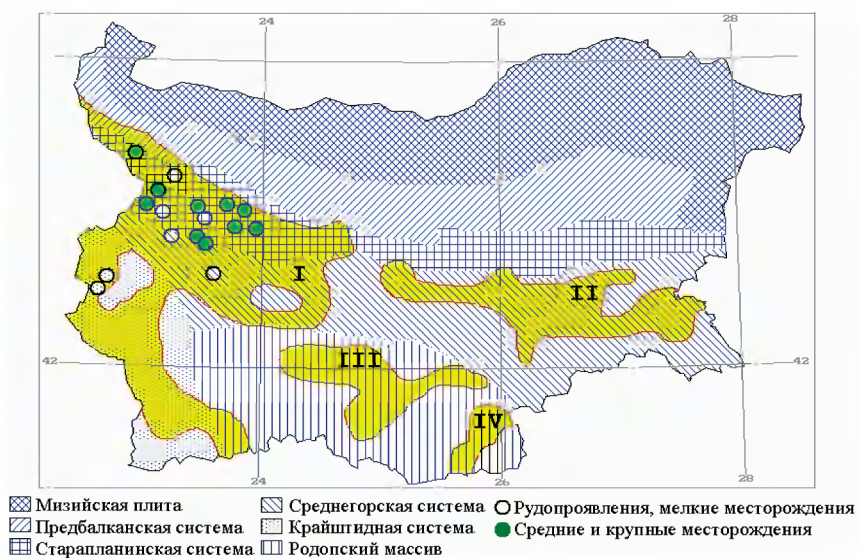 24
26
28
I
II
III
IV
42
42
24
26
28
Мизийская плита
Предбалканская система
Старапланинская система
Среднегорская система
Крайштидная система
Родопский массив
Рудопроявления, мелкие месторождения
Средние и крупные месторождения